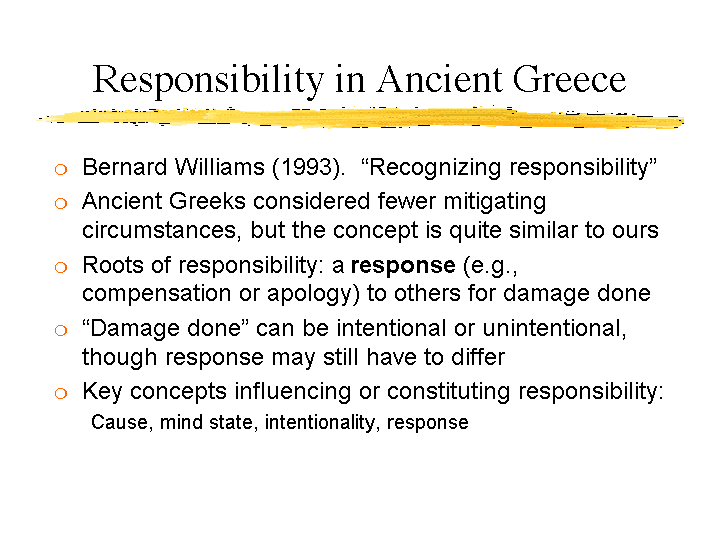 Responsibility in Ancient Greece
Bernard Williams (1993).  “Recognizing responsibility”
Ancient Greeks considered fewer mitigating
circumstances, but the concept is quite similar to ours
Roots of responsibility: a response (e.g.,
compensation or apology) to others for damage done
“Damage done” can be intentional or unintentional,
though response may still have to differ
Key concepts influencing or constituting responsibility:
Cause, mind state, intentionality, response